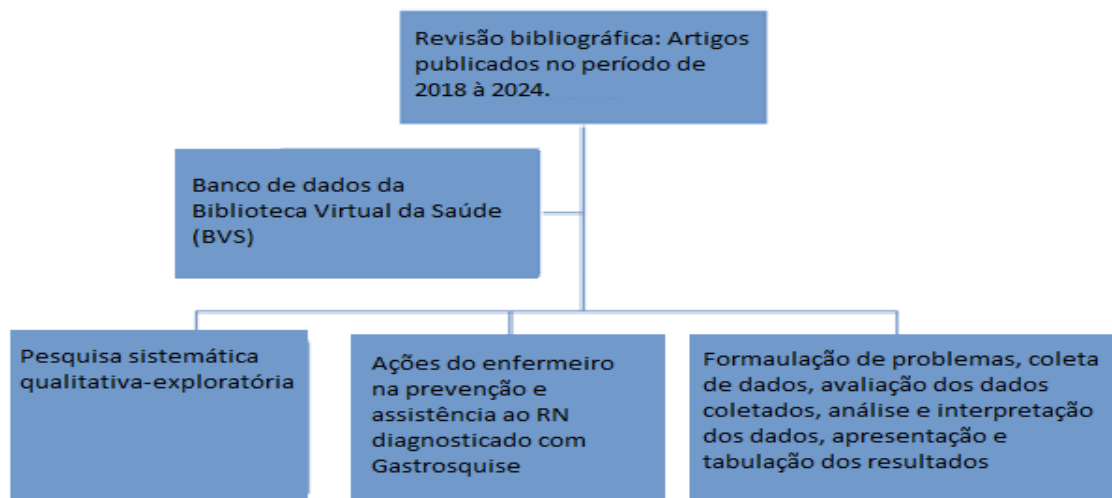 Revisão bibliográfica: Artigos
publicados no período de
2018 à 2024.
Banco de dados da
Biblioteca Virtual da Saúde
(BVS)
Pesquisa sistemática
qualitativa-exploratória
Ações do enfermeiro
na prevenção e
assistência ao RN
diagnosticado com
Gastrosquise
Formaulação de problemas, coleta
de dados, avaliação dos dados
coletados, análise e interpretação
dos dados, apresentação e
tabulação dos resultados